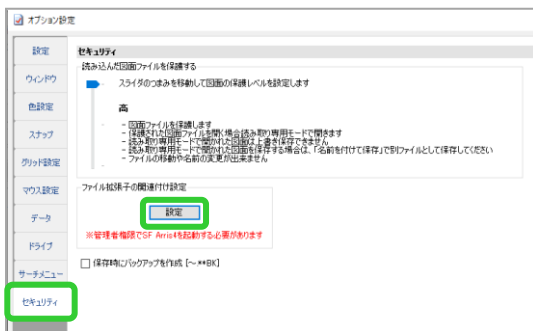 オプション設定
設定
ウィンドウ
色設定
スナップ
グリッド設定
マウス設定
データ
ドライブ
サーチメニュー
セキュリティ
セキュリティ
読み込んだ図面ファイルを保護する
スライダのつまみを移動して図面の保護レベルを設定します
高
- 図面ファイルを保護します
- 保護された図面ファイルを開く場合読み取り専用モードで開きます
- 読み取り専用モードで開かれた図面は上書き保存できません
- 読み取り専用モードで開かれた図面を保存する場合は、「名前を付けて保存」で別ファイルとして保存してください
- ファイルの移動や名前の変更が出来ません
ファイル拡張子の関連付け設定
設定
※管理者権限でSF Arris4を起動する必要があります
保存時にバックアップを作成 [~.**BK]